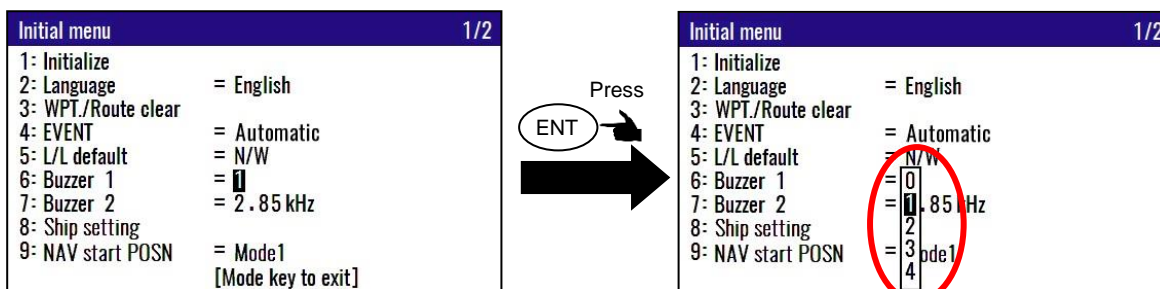 Initial menu 1/2
1: Initialize
2: Language = English
3: WPT./Route clear
4: EVENT = Automatic
5: L/L default = N/W
6: Buzzer 1 = 1
7: Buzzer 2 = 2.85 kHz
8: Ship setting
9: NAV start POSN = Mode1
[Mode key to exit]
Press
ENT
Initial menu 1/2
1: Initialize
2: Language = English
3: WPT./Route clear
4: EVENT = Automatic
5: L/L default = N/W
6: Buzzer 1 = 0
7: Buzzer 2 = 1.85 kHz
8: Ship setting 2
9: NAV start POSN = 3 ode1
4